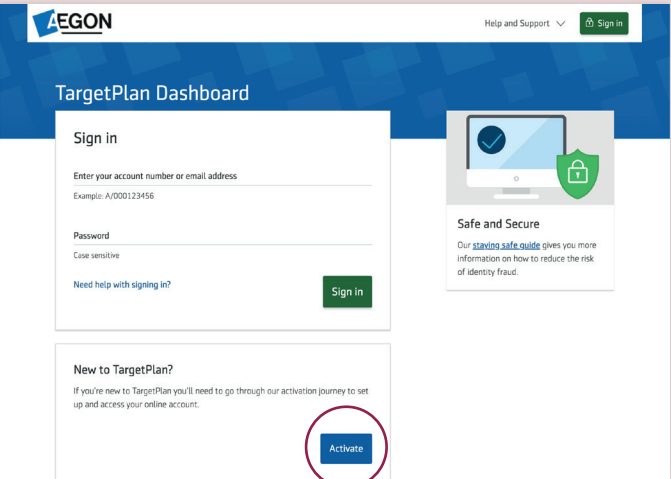 AEGON
Help and Support
Sign in
TargetPlan Dashboard
Sign in
Enter your account number or email address
Example: A/000123456
Password
Case sensitive
Need help with signing in?
Sign in
Safe and Secure
Our staying safe guide gives you more
information on how to reduce the risk
of identity fraud.
New to TargetPlan?
If you're new to TargetPlan you'll need to go through our activation journey to set
up and access your online account.
Activate